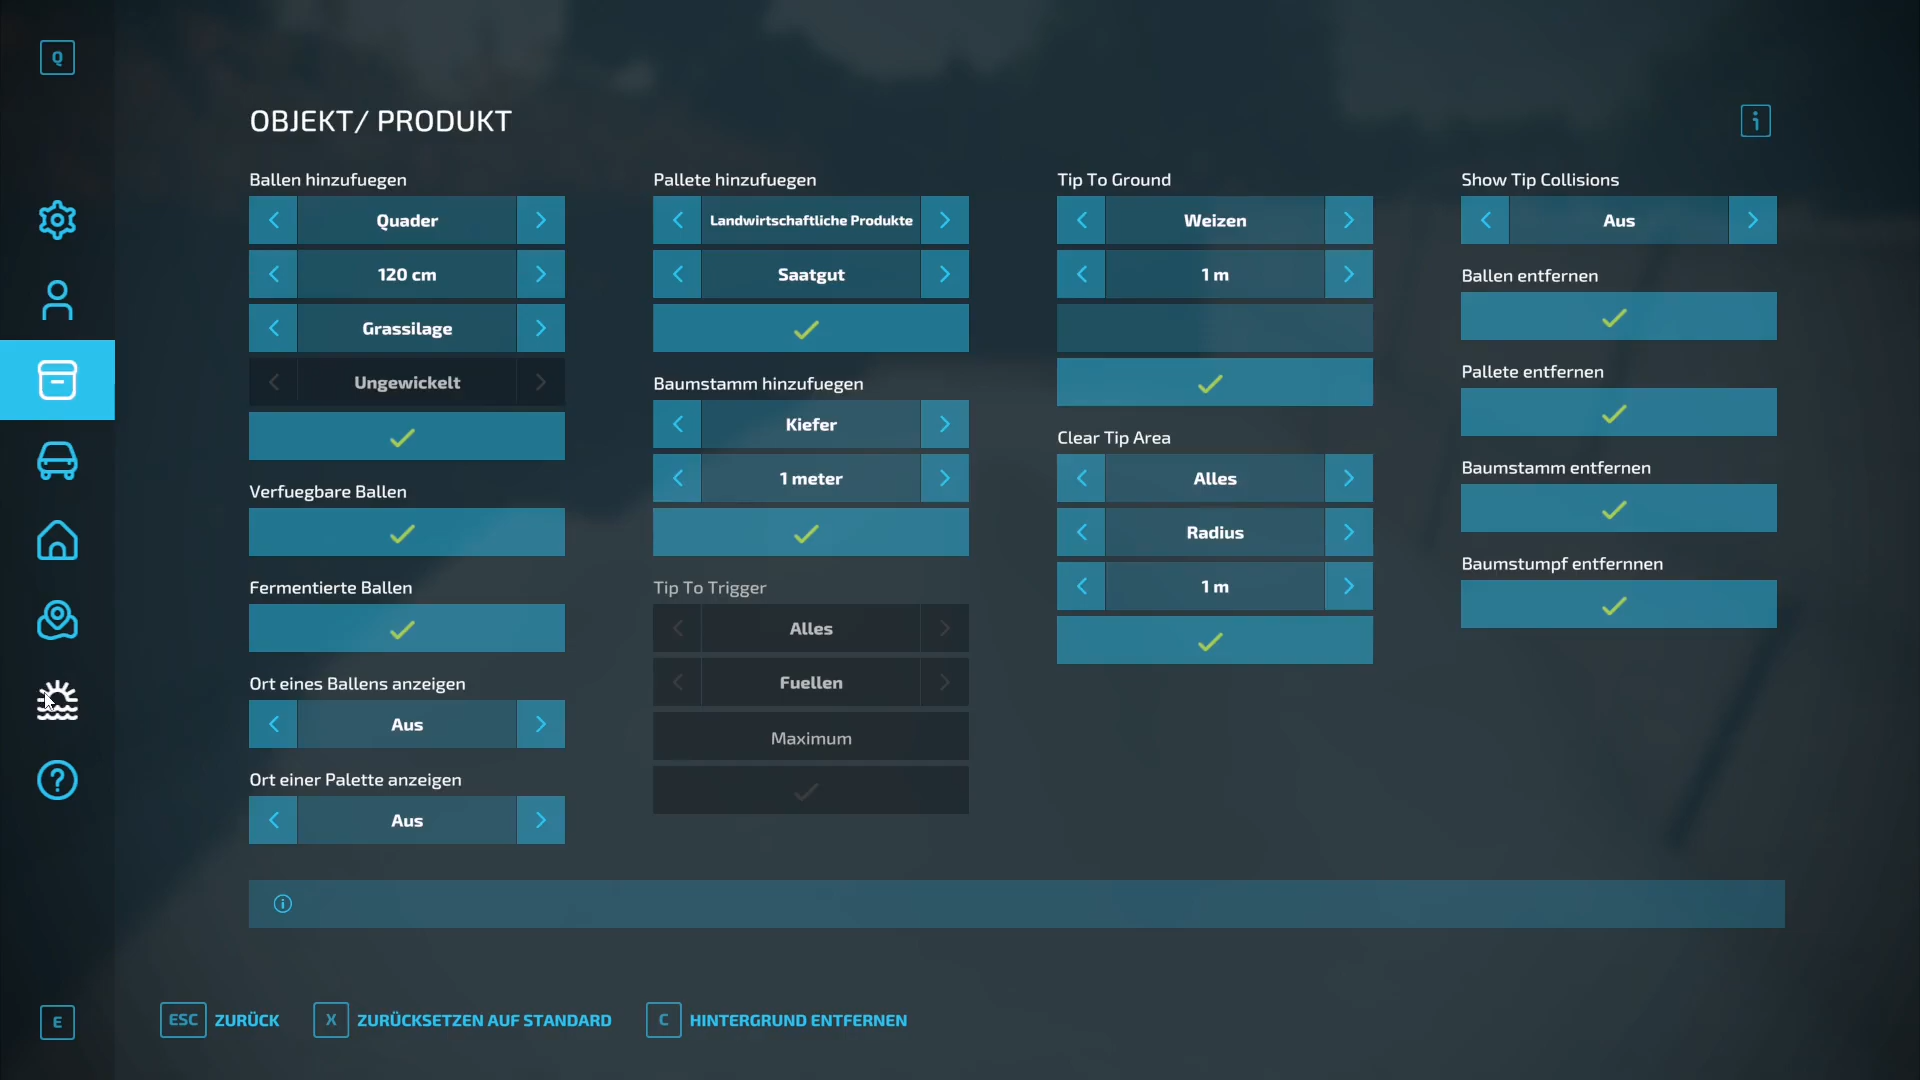 Q
OBJEKT/ PRODUKT
Ballen hinzufuegen
Quader
120 cm
Grassilage
Ungewickelt
Verfuegbare Ballen
Fermentierte Ballen
Ort eines Ballens anzeigen
Aus
Ort einer Palette anzeigen
Aus
Pallete hinzufuegen
Landwirtschaftliche Produkte
Saatgut
Baumstamm hinzufuegen
Kiefer
1 meter
Tip To Trigger
Alles
Fuellen
Maximum
Tip To Ground
Weizen
1 m
Clear Tip Area
Alles
Radius
1 m
Show Tip Collisions
Aus
Ballen entfernen
Pallete entfernen
Baumstamm entfernen
Baumstumpf entfernnen
E
ESC ZURÜCK
X ZURÜCKSETZEN AUF STANDARD
C HINTERGRUND ENTFERNEN